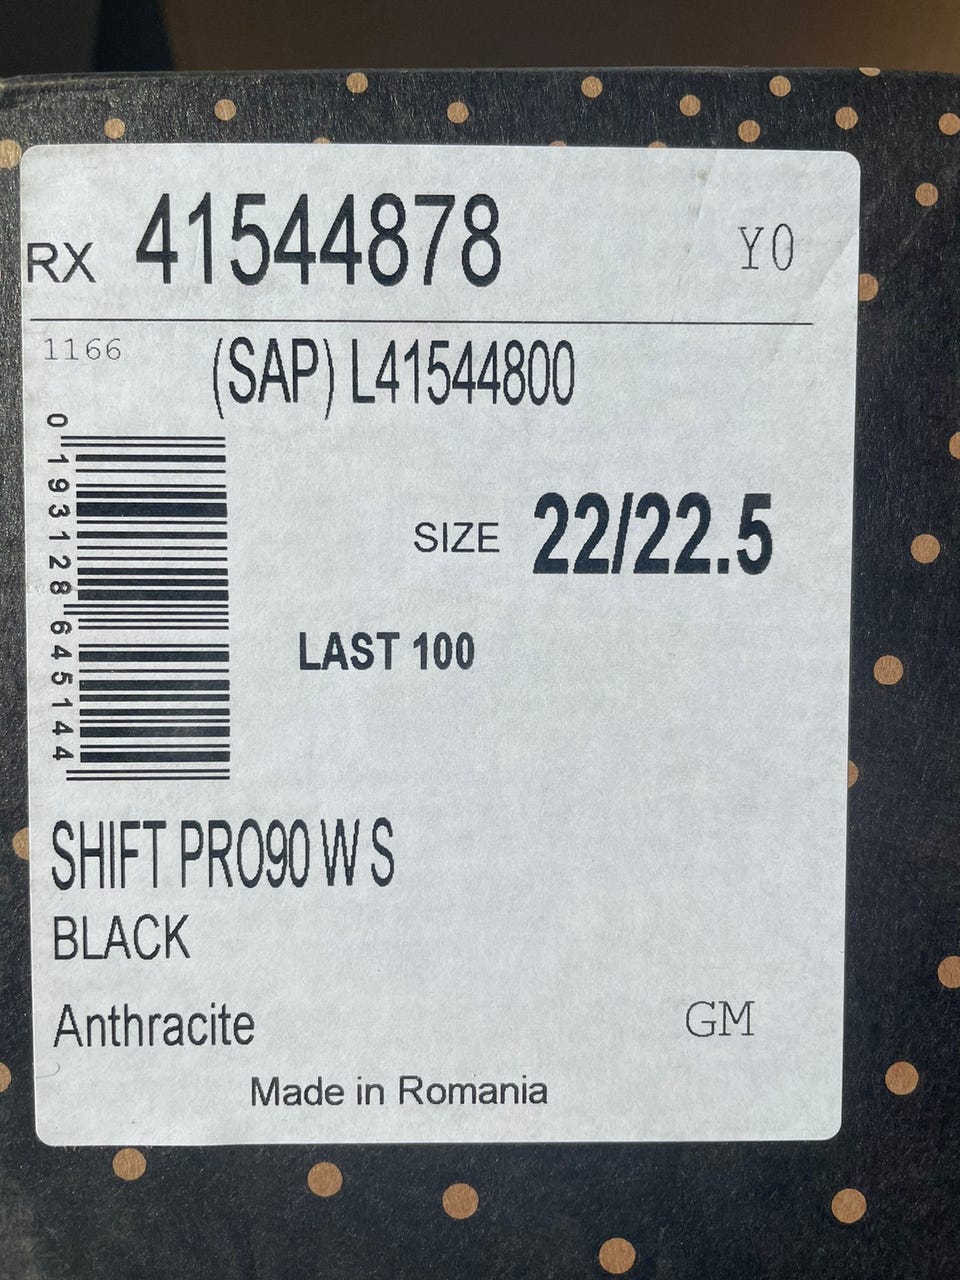 RX 41544878 Y0
1166 (SAP) L41544800
0 193128 645144
SIZE 22/22.5
LAST 100
SHIFT PRO90 W S
BLACK
Anthracite GM
Made in Romania